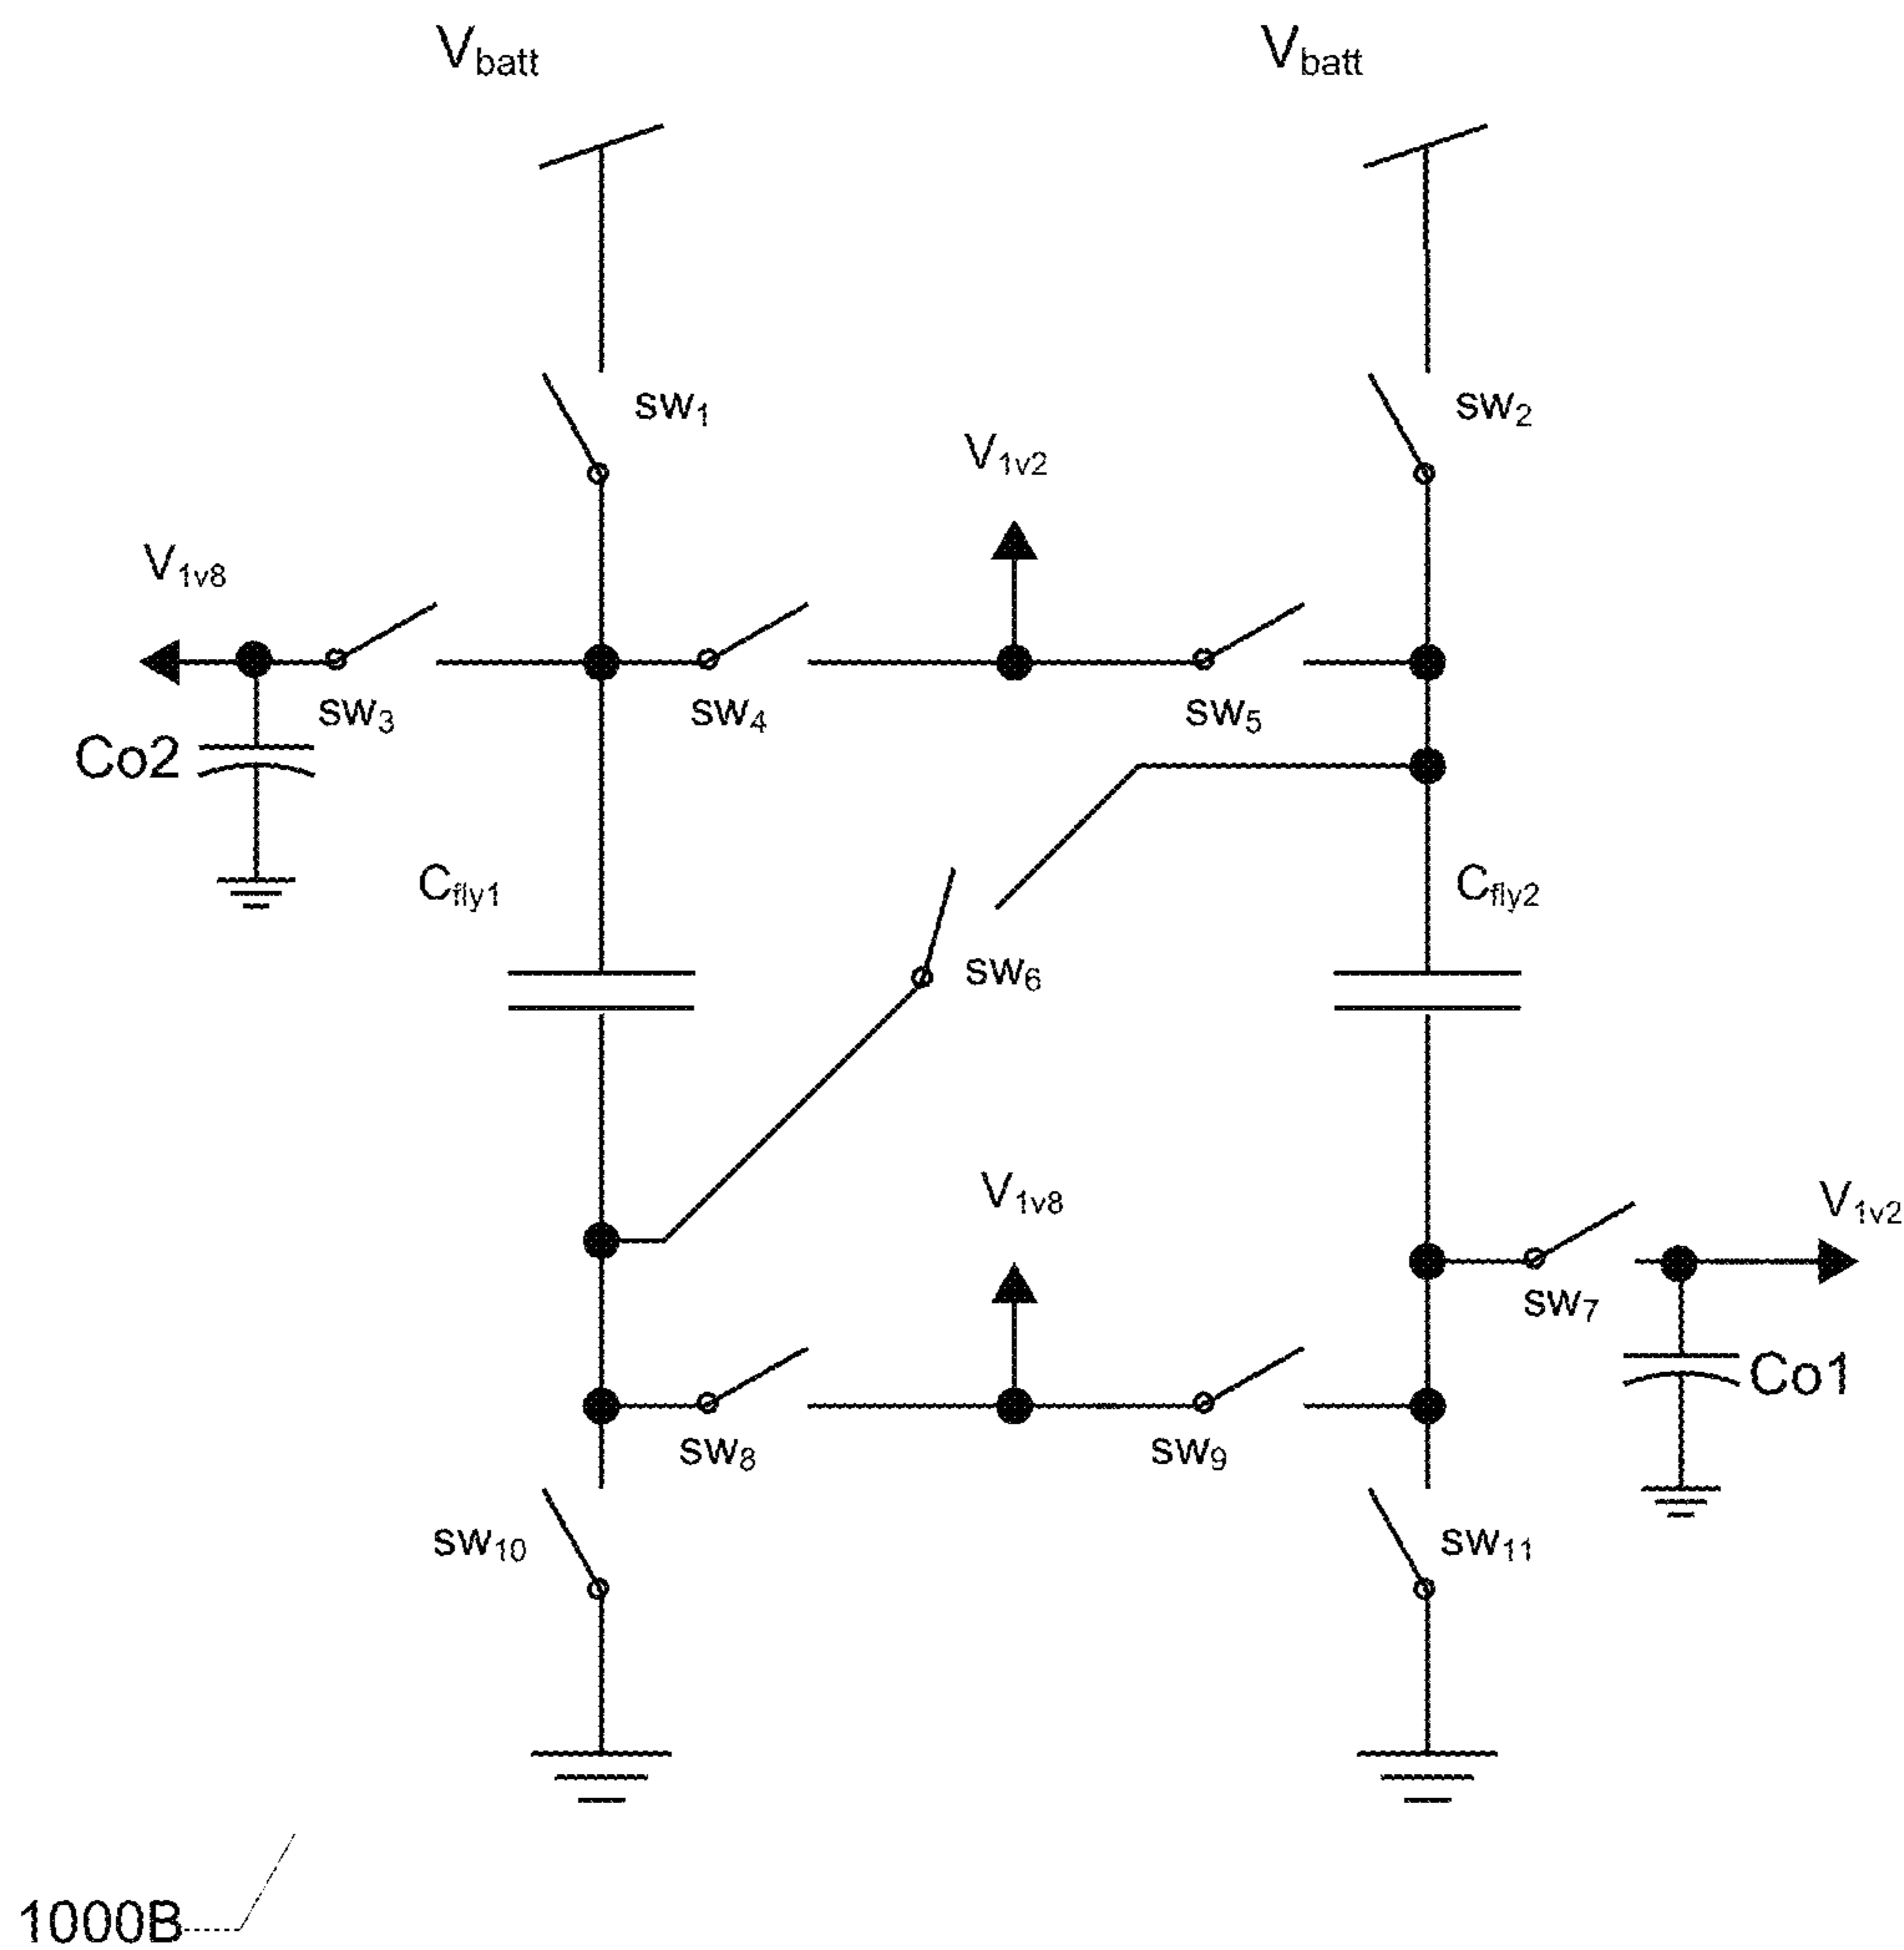 Vbatt Vbatt
sw1 sw2
V1v2
V1v8
sw3 sw4 sw5
Co2
Cfly1 Cfly2
sw6
V1v8 V1v2
sw7
Co1
sw8 sw9
sw10 sw11
1000B